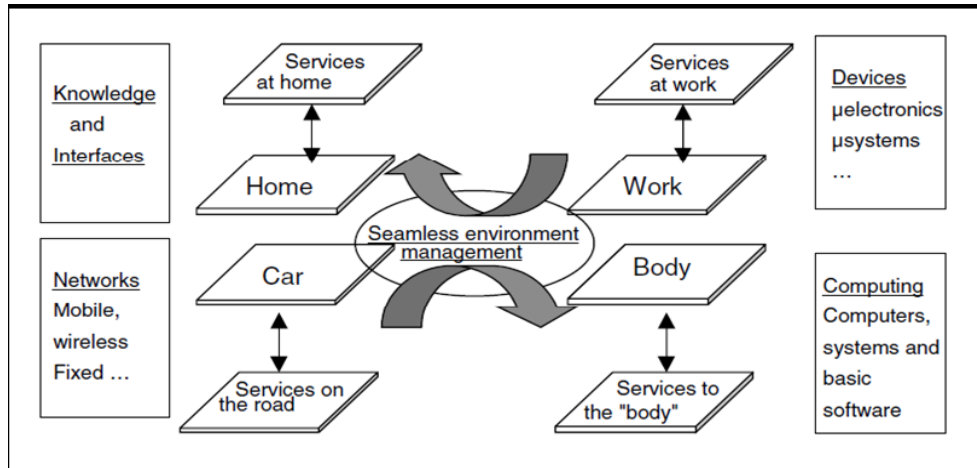 Knowledge
and
Interfaces
Services
at home
Services
at work
Devices
µelectronics
µsystems
…
Home
Work
Seamless environment
management
Networks
Mobile,
wireless
Fixed …
Car
Body
Computing
Computers,
systems and
basic
software
Services on
the road
Services to
the "body"